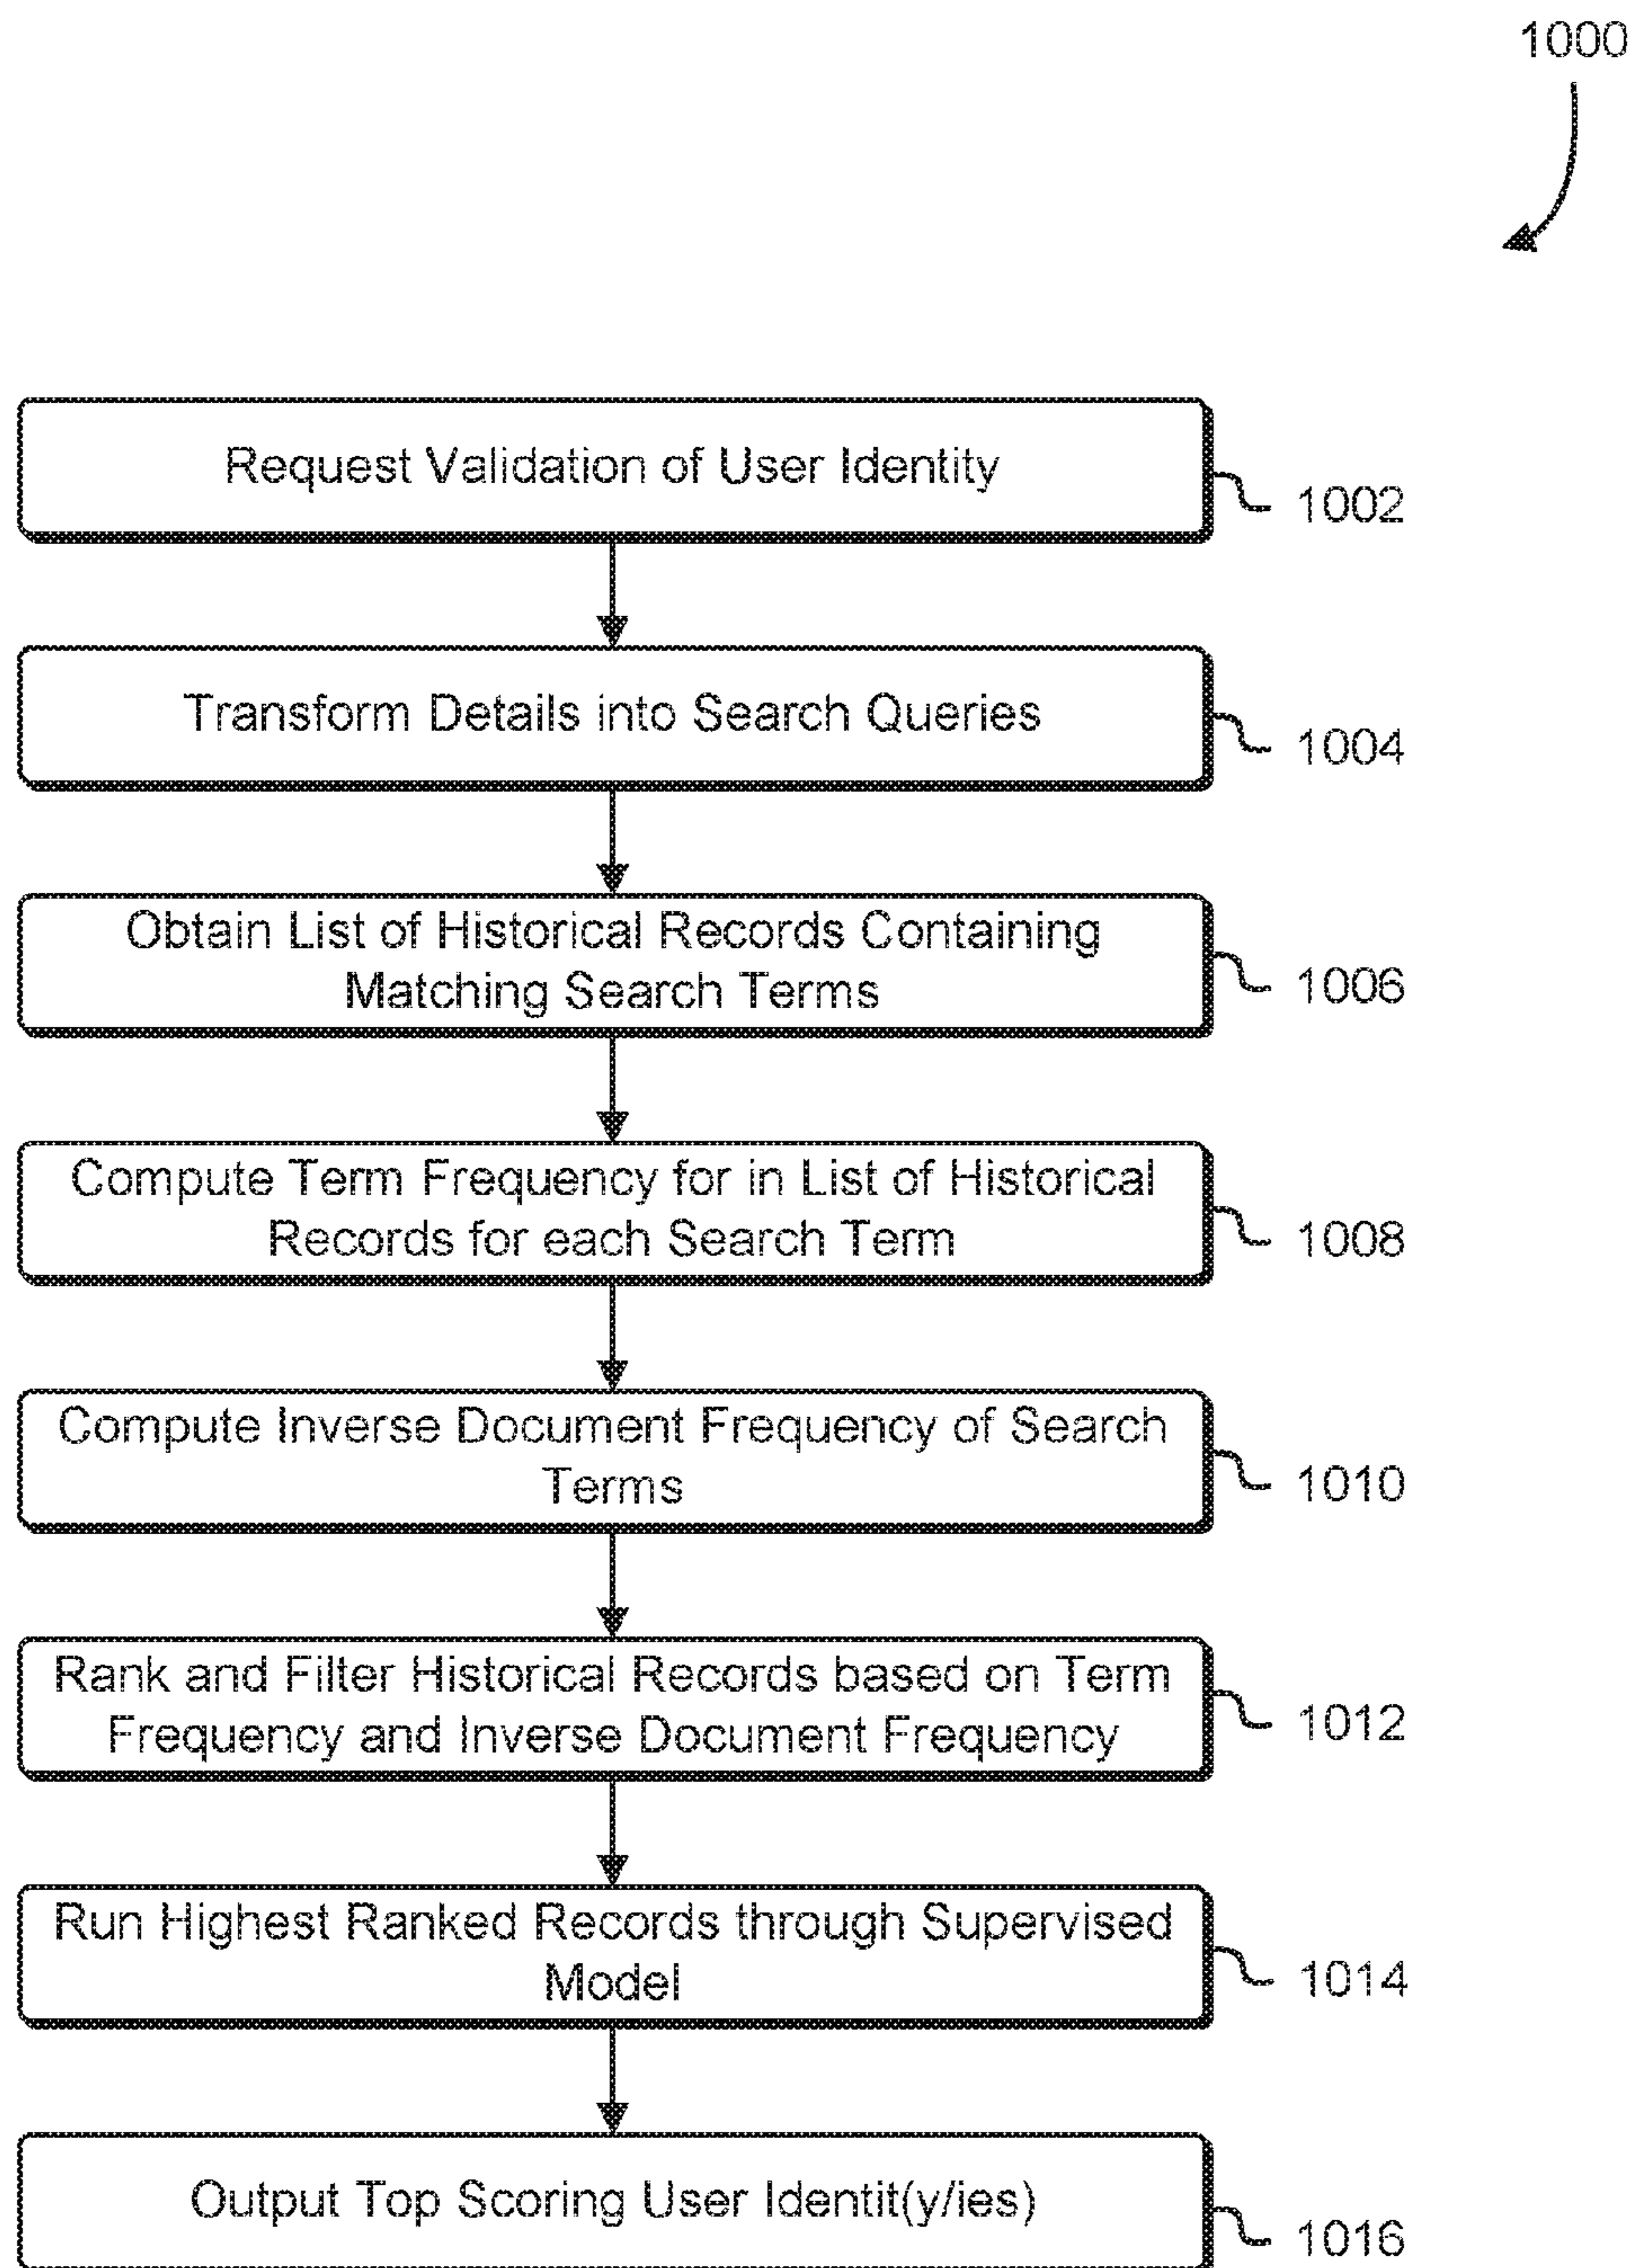 1000
Request Validation of User Identity
1002
Transform Details into Search Queries
1004
Obtain List of Historical Records Containing
Matching Search Terms
1006
Compute Term Frequency for in List of Historical
Records for each Search Term
1008
Compute Inverse Document Frequency of Search
Terms
1010
Rank and Filter Historical Records based on Term
Frequency and Inverse Document Frequency
1012
Run Highest Ranked Records through Supervised
Model
1014
Output Top Scoring User Identit(y/ies)
1016